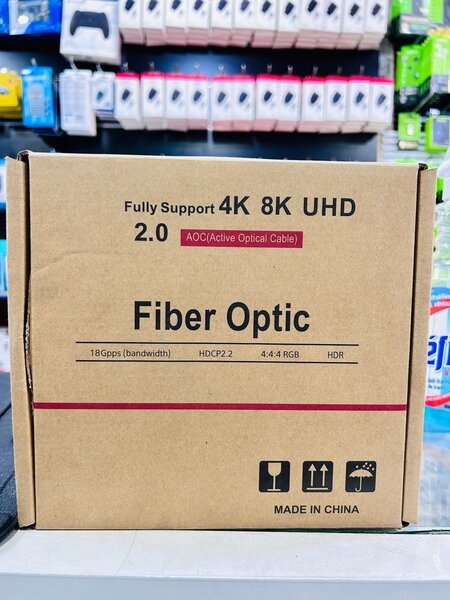 Fully Support 4K 8K UHD
2.0 AOC(Active Optical Cable)
Fiber Optic
18Gpps (bandwidth) HDCP2.2 4:4:4 RGB HDR
MADE IN CHINA